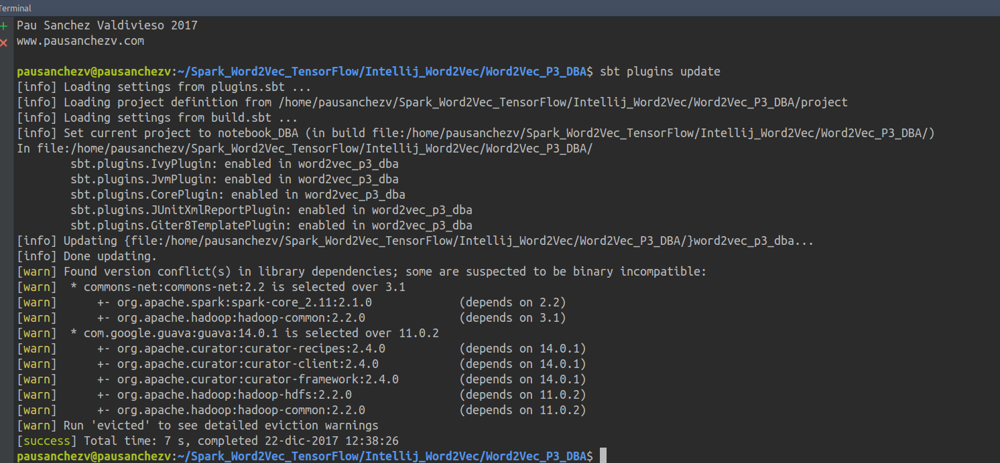 Terminal
Pau Sanchez Valdivieso 2017
www.pausanchezv.com
pausanchezv@pausanchezv:~/Spark_Word2Vec_TensorFlow/Intellij_Word2Vec/Word2Vec_P3_DBA$ sbt plugins update
[info] Loading settings from plugins.sbt ...
[info] Loading project definition from /home/pausanchezv/Spark_Word2Vec_TensorFlow/Intellij_Word2Vec/Word2Vec_P3_DBA/project
[info] Loading settings from build.sbt ...
[info] Set current project to notebook_DBA (in build file:/home/pausanchezv/Spark_Word2Vec_TensorFlow/Intellij_Word2Vec/Word2Vec_P3_DBA/)
In file:/home/pausanchezv/Spark_Word2Vec_TensorFlow/Intellij_Word2Vec/Word2Vec_P3_DBA/
sbt.plugins.IvyPlugin: enabled in word2vec_p3_dba
sbt.plugins.JvmPlugin: enabled in word2vec_p3_dba
sbt.plugins.CorePlugin: enabled in word2vec_p3_dba
sbt.plugins.JUnitXmlReportPlugin: enabled in word2vec_p3_dba
sbt.plugins.Giter8TemplatePlugin: enabled in word2vec_p3_dba
[info] Updating {file:/home/pausanchezv/Spark_Word2Vec_TensorFlow/Intellij_Word2Vec/Word2Vec_P3_DBA/}word2vec_p3_dba...
[info] Done updating.
[warn] Found version conflict(s) in library dependencies; some are suspected to be binary incompatible:
[warn] * commons-net:commons-net:2.2 is selected over 3.1
[warn] +- org.apache.spark:spark-core_2.11:2.1.0 (depends on 2.2)
[warn] +- org.apache.hadoop:hadoop-common:2.2.0 (depends on 3.1)
[warn] * com.google.guava:guava:14.0.1 is selected over 11.0.2
[warn] +- org.apache.curator:curator-recipes:2.4.0 (depends on 14.0.1)
[warn] +- org.apache.curator:curator-client:2.4.0 (depends on 14.0.1)
[warn] +- org.apache.curator:curator-framework:2.4.0 (depends on 14.0.1)
[warn] +- org.apache.hadoop:hadoop-hdfs:2.2.0 (depends on 11.0.2)
[warn] +- org.apache.hadoop:hadoop-common:2.2.0 (depends on 11.0.2)
[warn] Run 'evicted' to see detailed eviction warnings
[success] Total time: 7 s, completed 22-dic-2017 12:38:26
pausanchezv@pausanchezv:~/Spark_Word2Vec_TensorFlow/Intellij_Word2Vec/Word2Vec_P3_DBA$